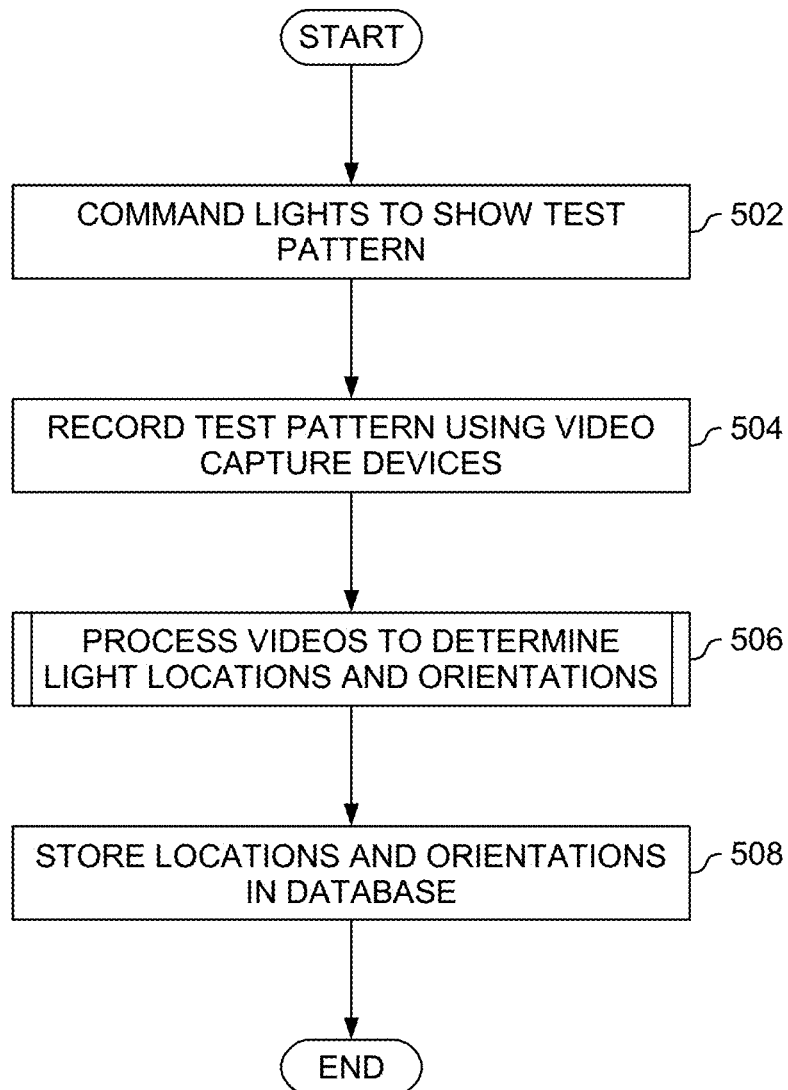 START
COMMAND LIGHTS TO SHOW TEST
PATTERN
502
RECORD TEST PATTERN USING VIDEO
CAPTURE DEVICES
504
PROCESS VIDEOS TO DETERMINE
LIGHT LOCATIONS AND ORIENTATIONS
506
STORE LOCATIONS AND ORIENTATIONS
IN DATABASE
508
END